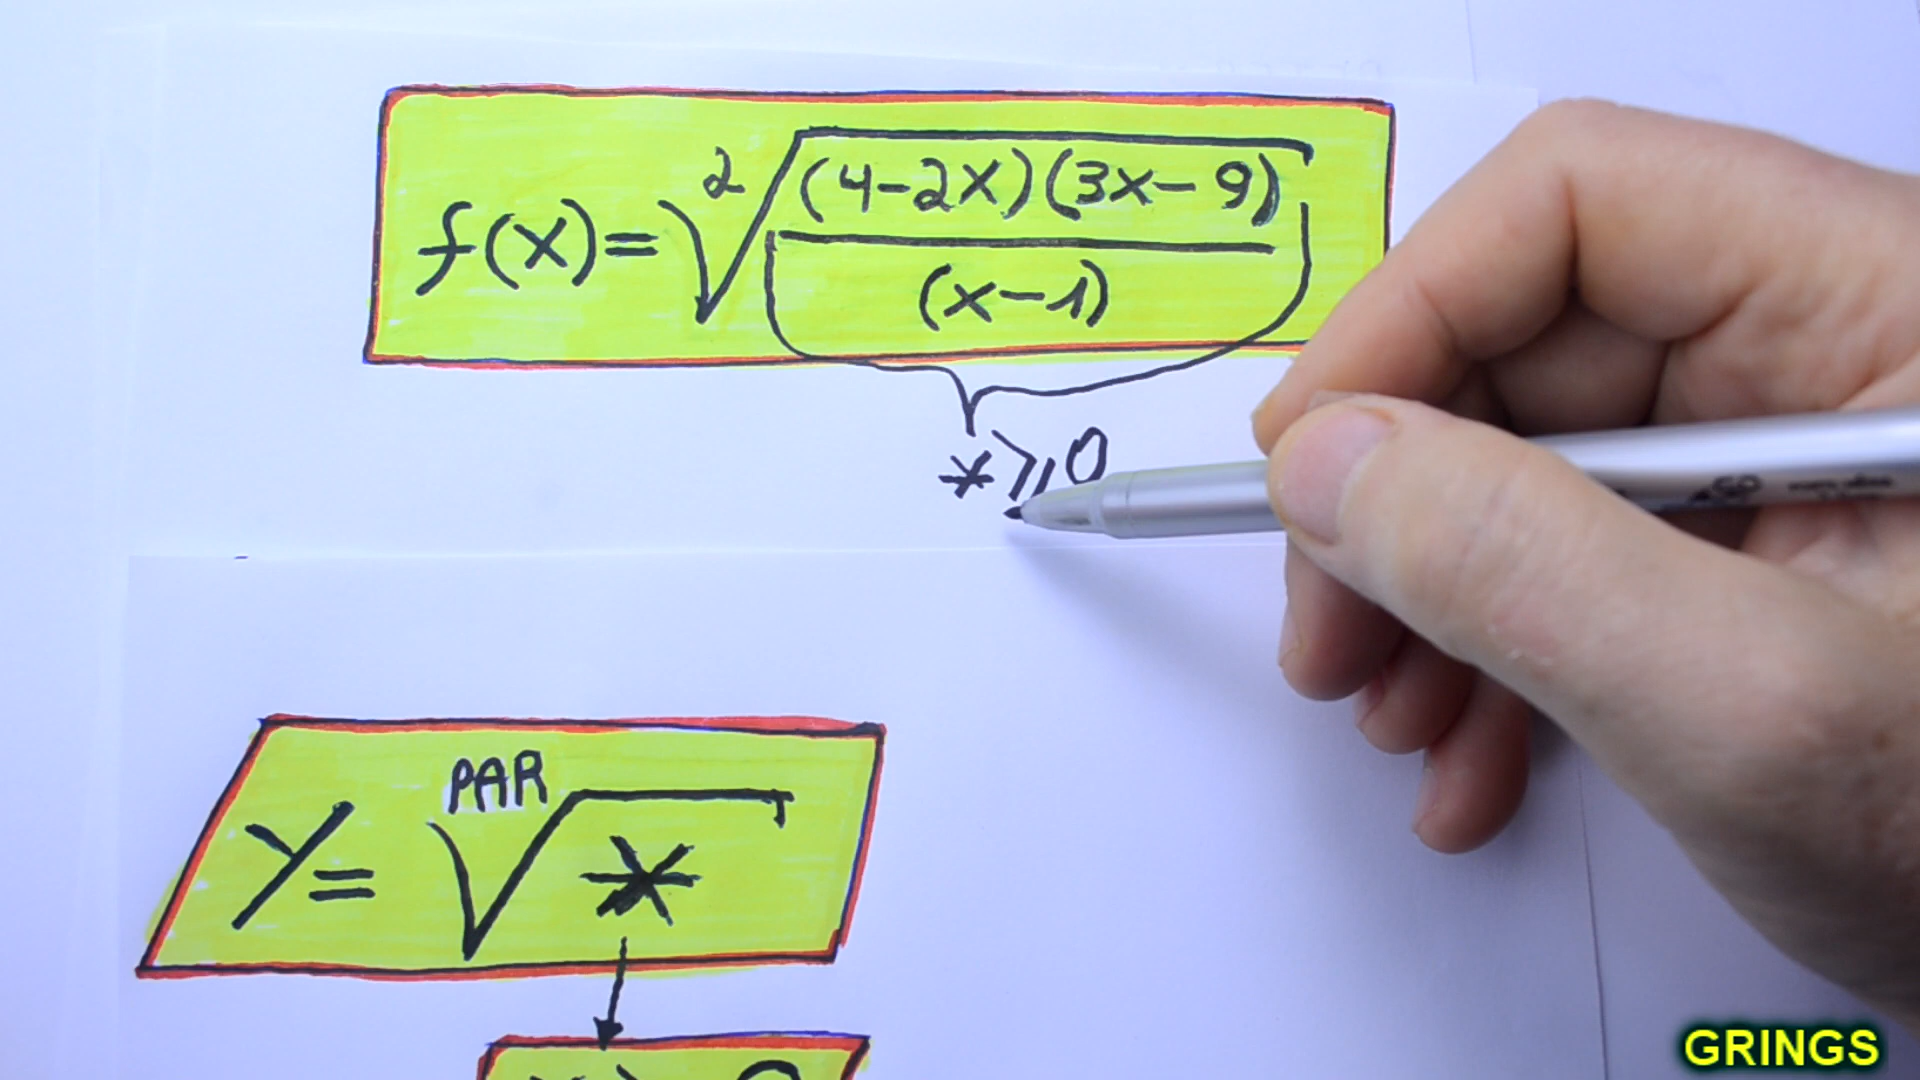 f(x)=²√((4-2x)(3x-9)/(x-1))
* ⩾ 0
PAR
Y= √*
GRINGS